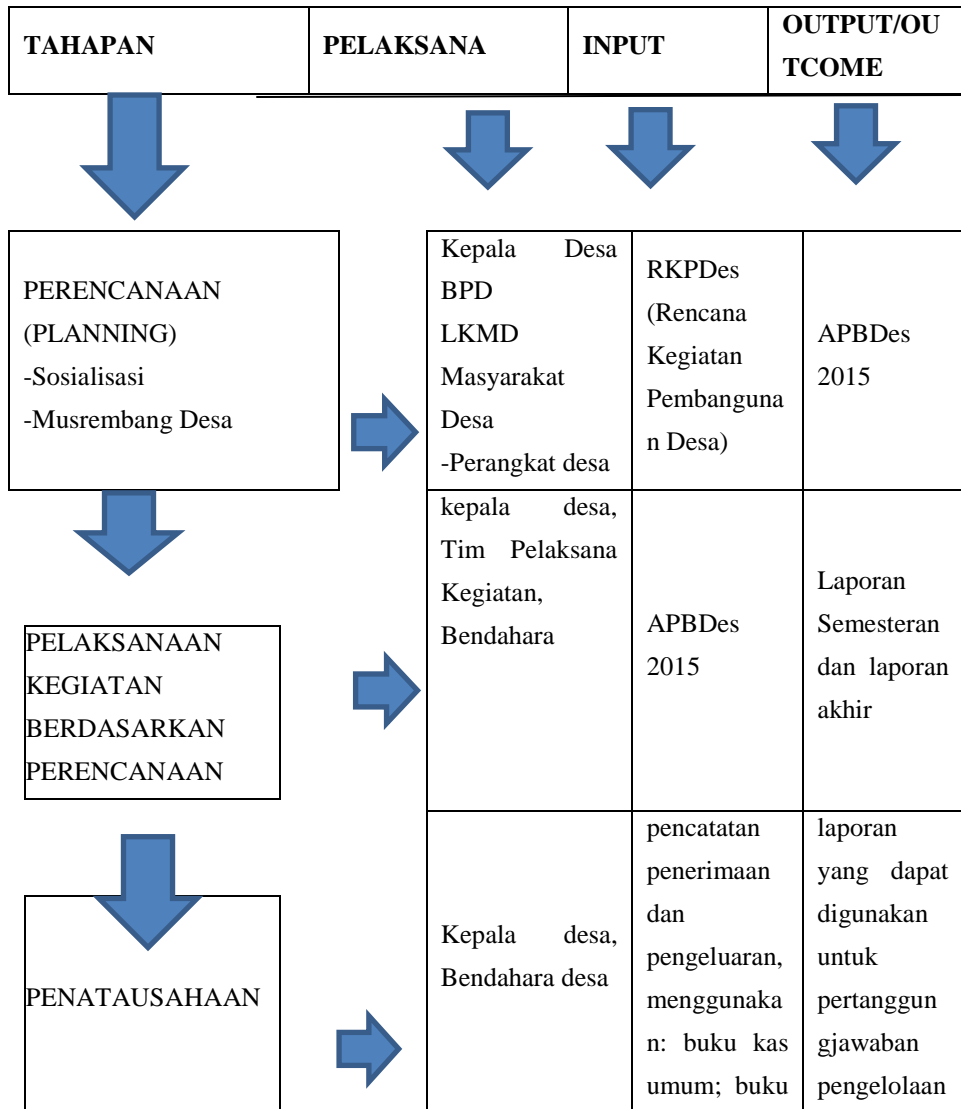 TAHAPAN
PELAKSANA
INPUT
OUTPUT/OU
TCOME
PERENCANAAN
(PLANNING)
-Sosialisasi
-Musrembang Desa
Kepala Desa
BPD
LKMD
Masyarakat
Desa
-Perangkat desa
RKPDes
(Rencana
Kegiatan
Pembanguna
n Desa)
APBDes
2015
PELAKSANAAN
KEGIATAN
BERDASARKAN
PERENCANAAN
kepala desa,
Tim Pelaksana
Kegiatan,
Bendahara
APBDes
2015
Laporan
Semesteran
dan laporan
akhir
PENATAUSAHAAN
Kepala desa,
Bendahara desa
pencatatan
penerimaan
dan
pengeluaran,
menggunaka
n: buku kas
umum; buku
laporan
yang dapat
digunakan
untuk
pertanggun
gjawaban
pengelolaan